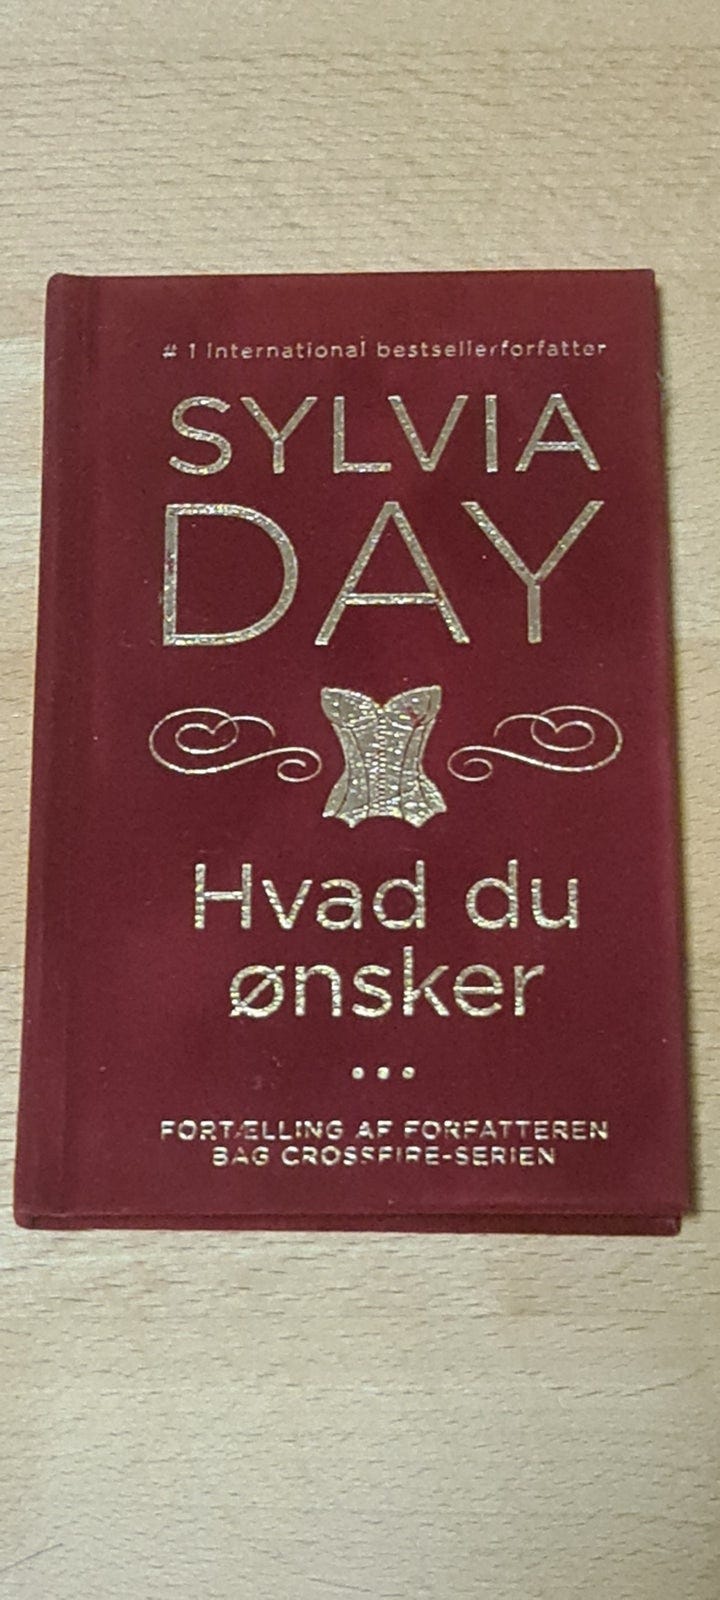 # 1 international bestsellerforfatter
SYLVIA
DAY
Hvad du
ønsker
...
FORTÆLLING AF FORFATTEREN
BAG CROSSFIRE-SERIEN